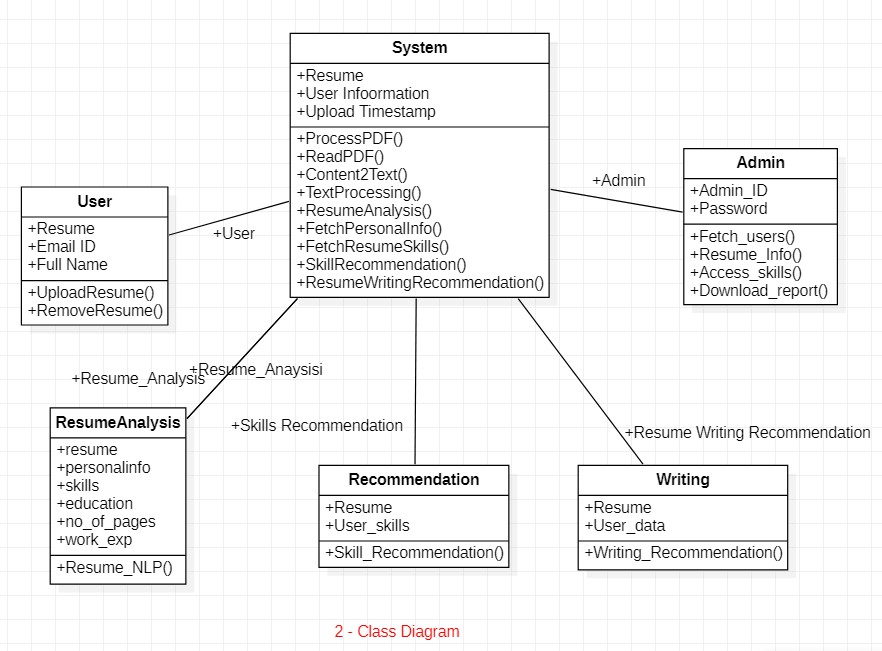 System
+Resume
+User Infoormation
+Upload Timestamp
+ProcessPDF()
+ReadPDF()
+Content2Text()
+TextProcessing()
+ResumeAnalysis()
+FetchPersonalInfo()
+FetchResumeSkills()
+SkillRecommendation()
+ResumeWritingRecommendation()
+Admin
Admin
+Admin_ID
+Password
+Fetch_users()
+Resume_Info()
+Access_skills()
+Download_report()
User
+Resume
+Email ID
+Full Name
+UploadResume()
+RemoveResume()
+User
+Resume_Analysis
+Resume_Anaysisi
+Skills Recommendation
+Resume Writing Recommendation
ResumeAnalysis
+resume
+personalinfo
+skills
+education
+no_of_pages
+work_exp
+Resume_NLP()
Recommendation
+Resume
+User_skills
+Skill_Recommendation()
Writing
+Resume
+User_data
+Writing_Recommendation()
2 - Class Diagram